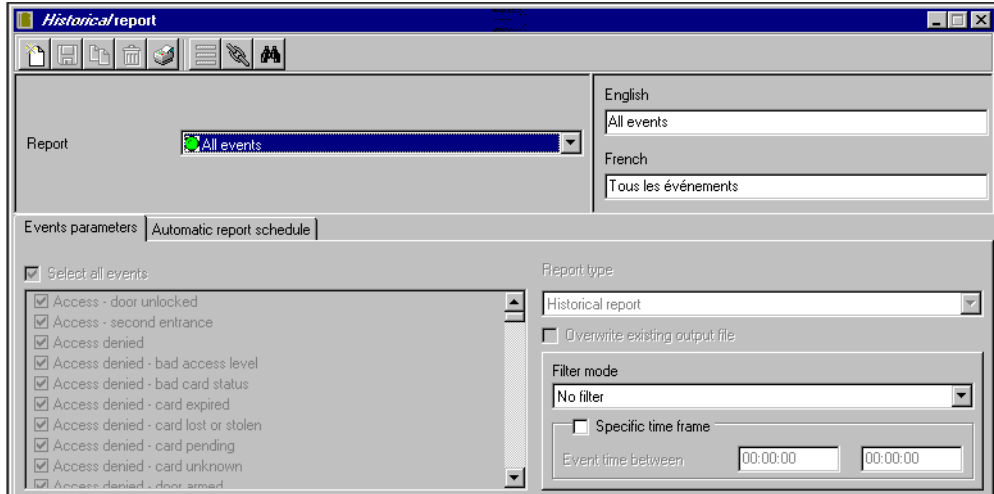 Historical report
English
All events
Report
All events
French
Tous les événements
Events parameters
Automatic report schedule
Select all events
Access - door unlocked
Access - second entrance
Access denied
Access denied - bad access level
Access denied - bad card status
Access denied - card expired
Access denied - card lost or stolen
Access denied - card pending
Access denied - card unknown
Access denied - door armed
Report type
Historical report
Overwrite existing output file
Filter mode
No filter
Specific time frame
Event time between
00:00:00
00:00:00